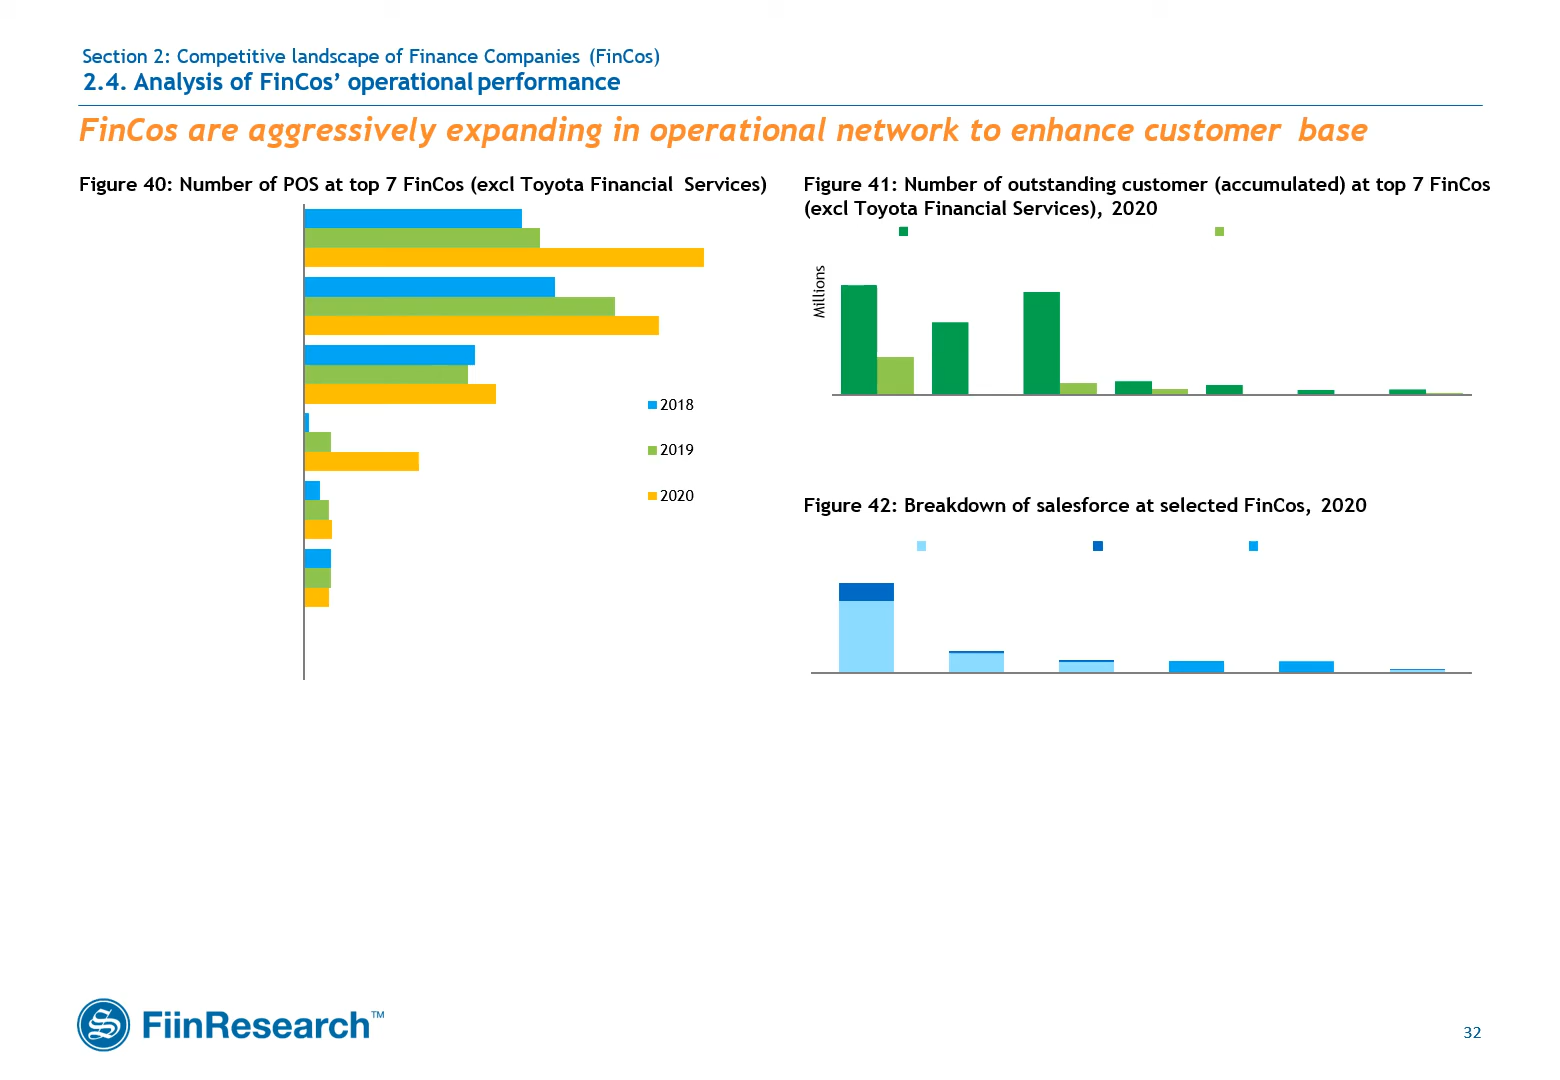 Section 2: Competitive landscape of Finance Companies (FinCos)
2.4. Analysis of FinCos’ operational performance
FinCos are aggressively expanding in operational network to enhance customer base
Figure 40: Number of POS at top 7 FinCos (excl Toyota Financial Services)
2018
2019
2020
Figure 41: Number of outstanding customer (accumulated) at top 7 FinCos
(excl Toyota Financial Services), 2020
Millions
Figure 42: Breakdown of salesforce at selected FinCos, 2020
FiinResearch™
32